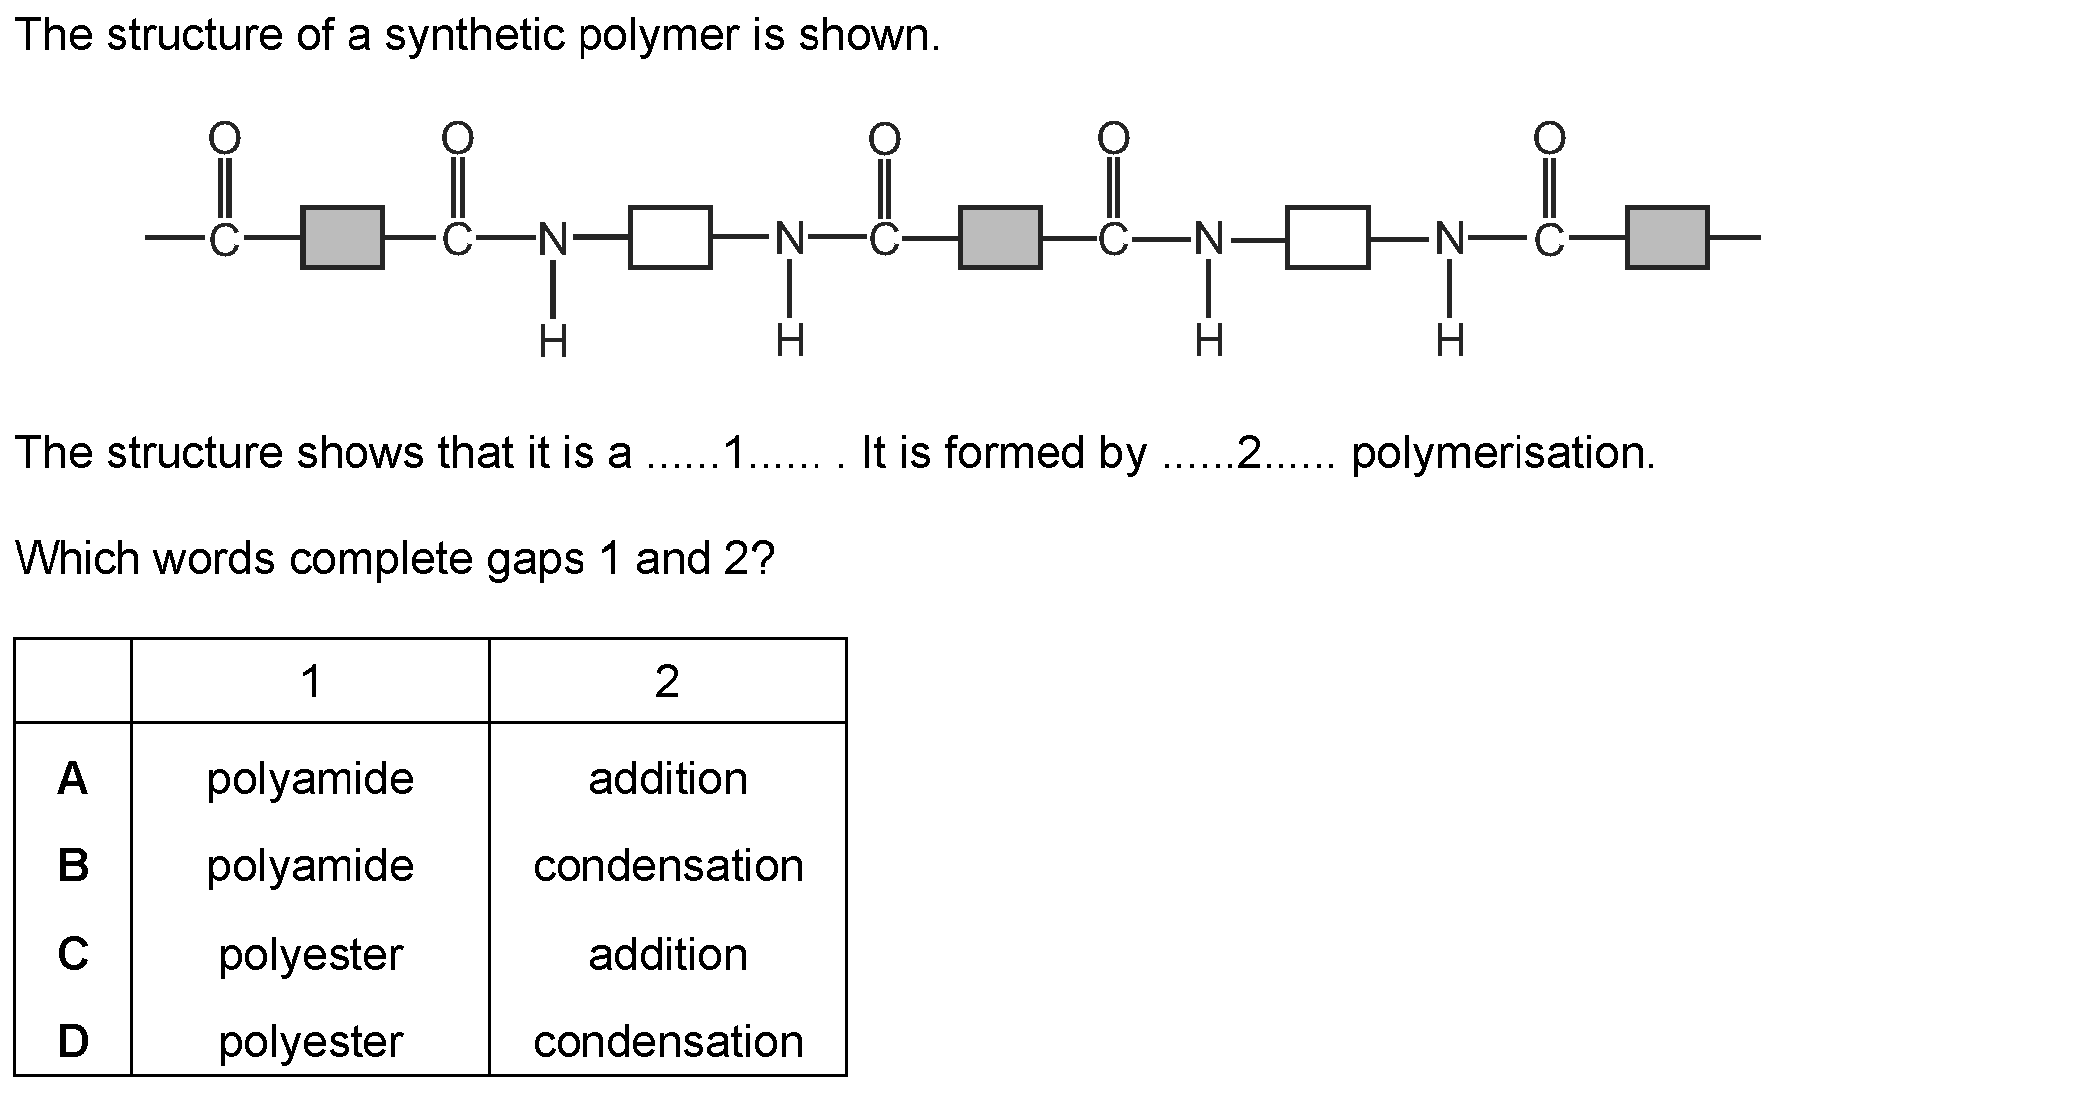 The structure of a synthetic polymer is shown.
O O O O O
C C N N C C N N C
H H H H
The structure shows that it is a ......1...... . It is formed by ......2...... polymerisation.
Which words complete gaps 1 and 2?
1 2
A polyamide addition
B polyamide condensation
C polyester addition
D polyester condensation